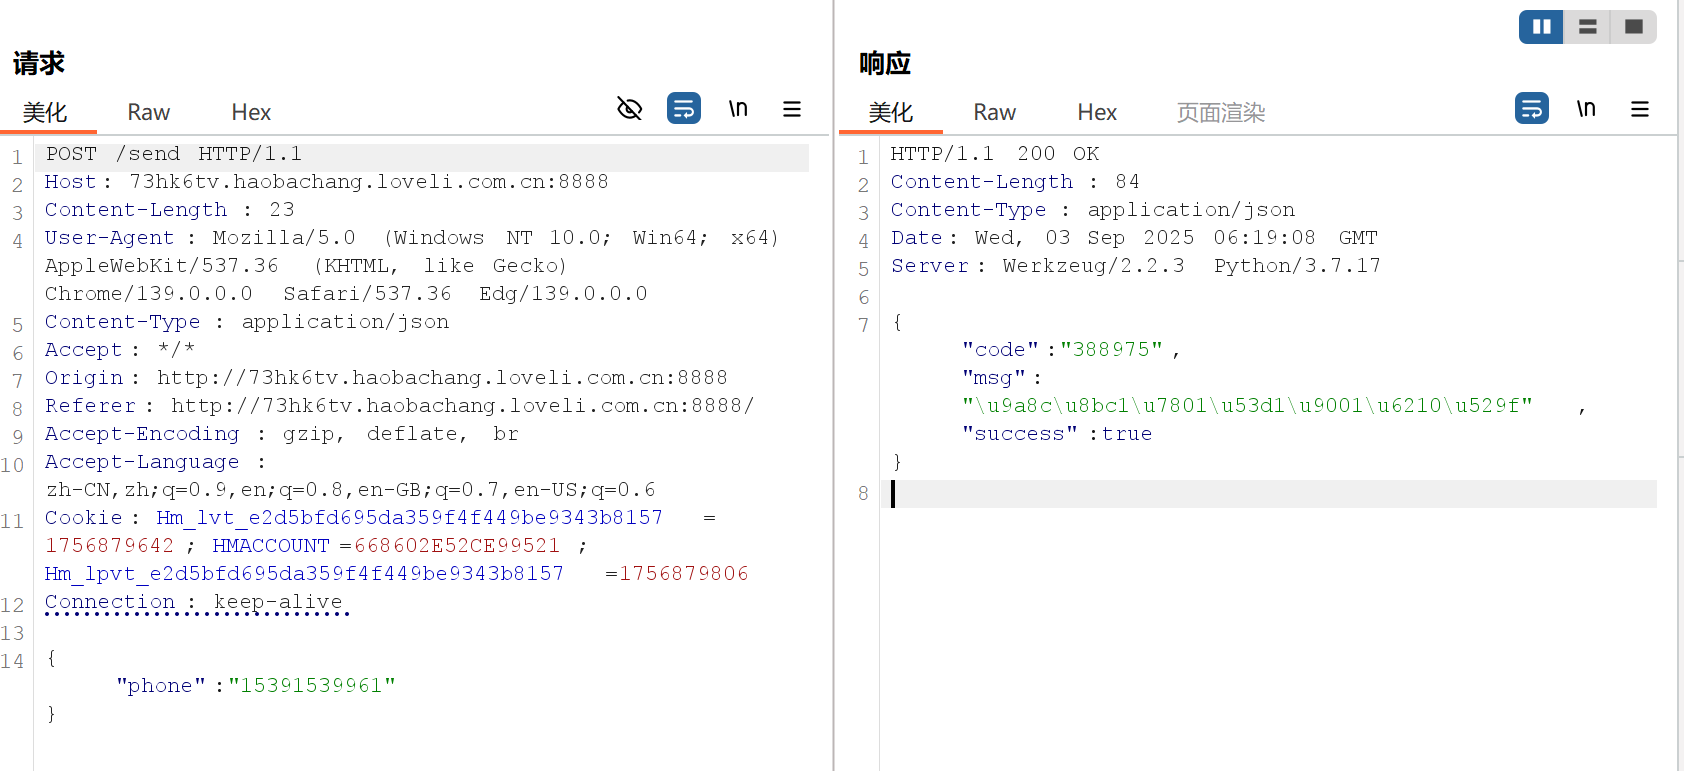 请求
美化 Raw Hex \n
1 POST /send HTTP/1.1
2 Host: 73hk6tv.haobachang.loveli.com.cn:8888
3 Content-Length : 23
4 User-Agent : Mozilla/5.0 (Windows NT 10.0; Win64; x64)
AppleWebKit/537.36 (KHTML, like Gecko)
Chrome/139.0.0.0 Safari/537.36 Edg/139.0.0.0
5 Content-Type : application/json
6 Accept: */*
7 Origin: http://73hk6tv.haobachang.loveli.com.cn:8888
8 Referer: http://73hk6tv.haobachang.loveli.com.cn:8888/
9 Accept-Encoding : gzip, deflate, br
10 Accept-Language :
zh-CN,zh;q=0.9,en;q=0.8,en-GB;q=0.7,en-US;q=0.6
11 Cookie: Hm_lvt_e2d5bfd695da359f4f449be9343b8157 =
1756879642 ; HMACCOUNT =668602E52CE99521 ;
Hm_lpvt_e2d5bfd695da359f4f449be9343b8157 =1756879806
12 Connection : keep-alive
13
14 {
"phone" :"15391539961"
}
响应
美化 Raw Hex 页面渲染 \n
1 HTTP/1.1 200 OK
2 Content-Length : 84
3 Content-Type : application/json
4 Date: Wed, 03 Sep 2025 06:19:08 GMT
5 Server: Werkzeug/2.2.3 Python/3.7.17
6
7 {
"code" :"388975" ,
"msg" :
"\u9a8c\u8bc1\u7801\u53d1\u9001\u6210\u529f" ,
"success" :true
}
8